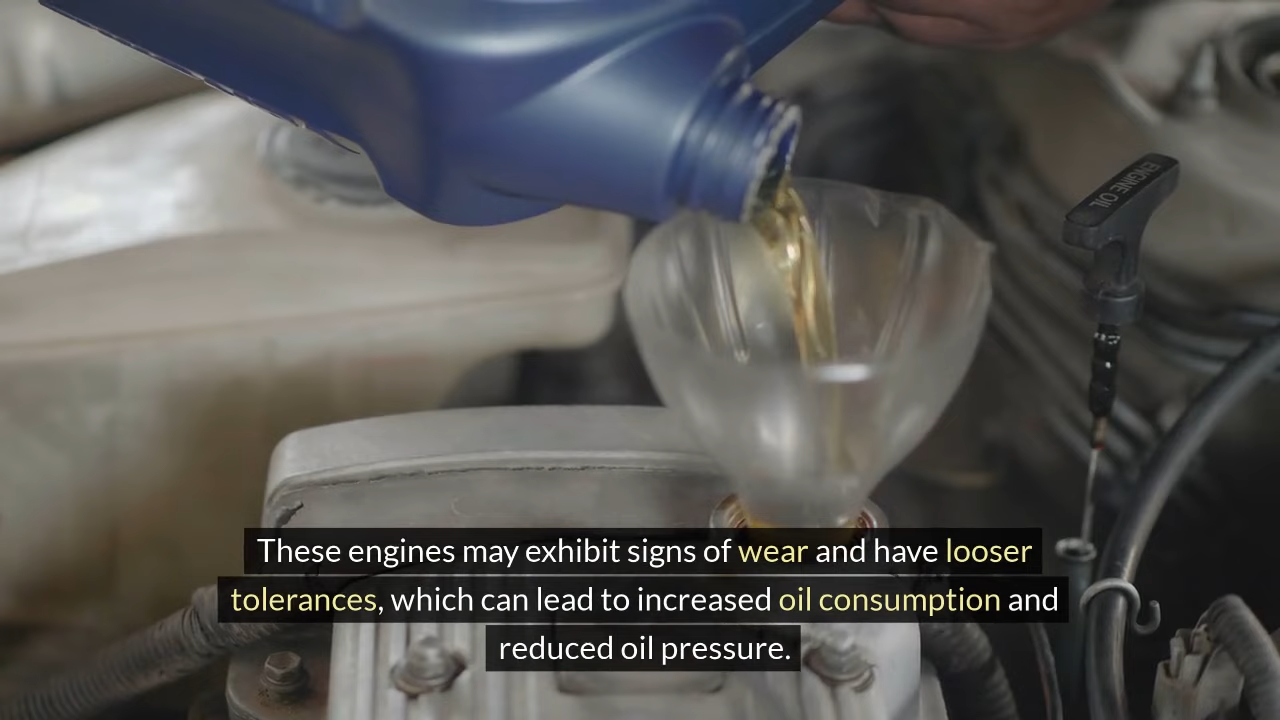 ENGINE OIL
These engines may exhibit signs of wear and have looser
tolerances, which can lead to increased oil consumption and
reduced oil pressure.